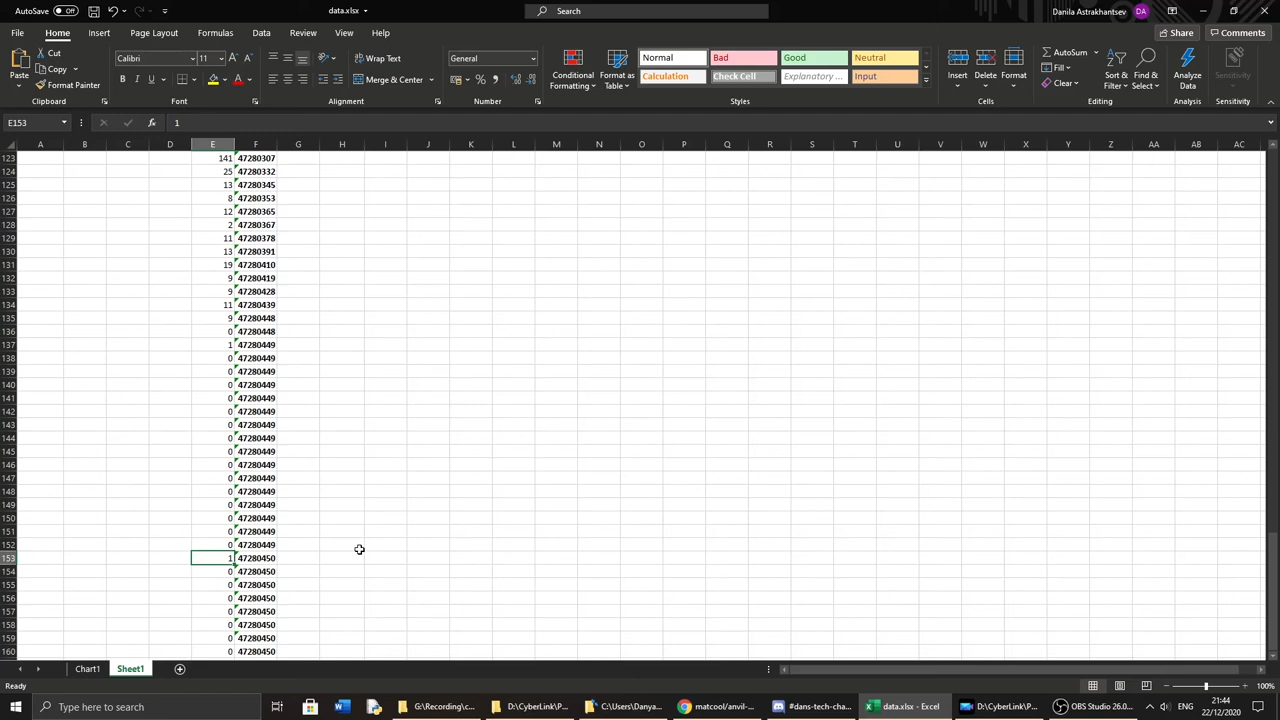 AutoSave Off data.xlsx Search Danila Astrakhantsev DA
File Home Insert Page Layout Formulas Data Review View Help Share Comments
Paste Cut Copy Format Painter Clipboard
Calibri 11 B I U Font
Wrap Text Merge & Center Alignment
General % Number
Conditional Formatting Format as Table Normal Bad Good Neutral Calculation Check Cell Explanatory ... Input Styles
Insert Delete Format Cells
AutoSum Fill Clear Sort & Filter Find & Select Editing
Analyze Data Analysis Sensitivity Sensitivity
E153 fx 1
A B C D E F G H I J K L M N O P Q R S T U V W X Y Z AA AB AC
123 141 47280307
124 25 47280332
125 13 47280345
126 8 47280353
127 12 47280365
128 2 47280367
129 11 47280378
130 13 47280391
131 19 47280410
132 9 47280419
133 9 47280428
134 11 47280439
135 9 47280448
136 0 47280448
137 1 47280449
138 0 47280449
139 0 47280449
140 0 47280449
141 0 47280449
142 0 47280449
143 0 47280449
144 0 47280449
145 0 47280449
146 0 47280449
147 0 47280449
148 0 47280449
149 0 47280449
150 0 47280449
151 0 47280449
152 0 47280449
153 1 47280450
154 0 47280450
155 0 47280450
156 0 47280450
157 0 47280450
158 0 47280450
159 0 47280450
160 0 47280450
Chart1 Sheet1
Ready 100%
Type here to search G:\Recording\c... G:\CyberLink\P... C:\Users\Danya... matcool/anvil-... #dans-tech-cha... data.xlsx - Excel D:\CyberLink\P... OBS Studio 26.0... ENG 21:44
22/12/2020